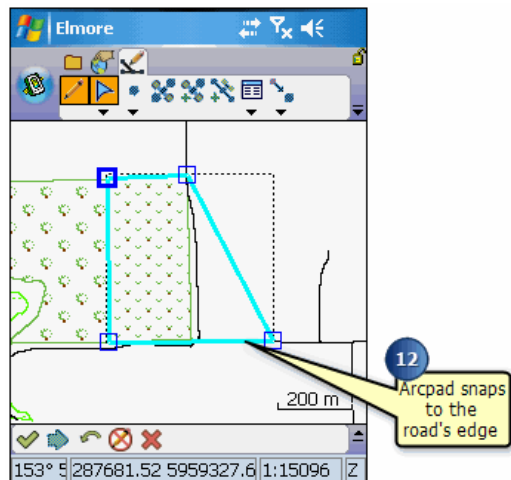 Elmore
200 m
12
Arcpad snaps
to the
road's edge
153° 5 287681.52 5959327.6 1:15096 Z